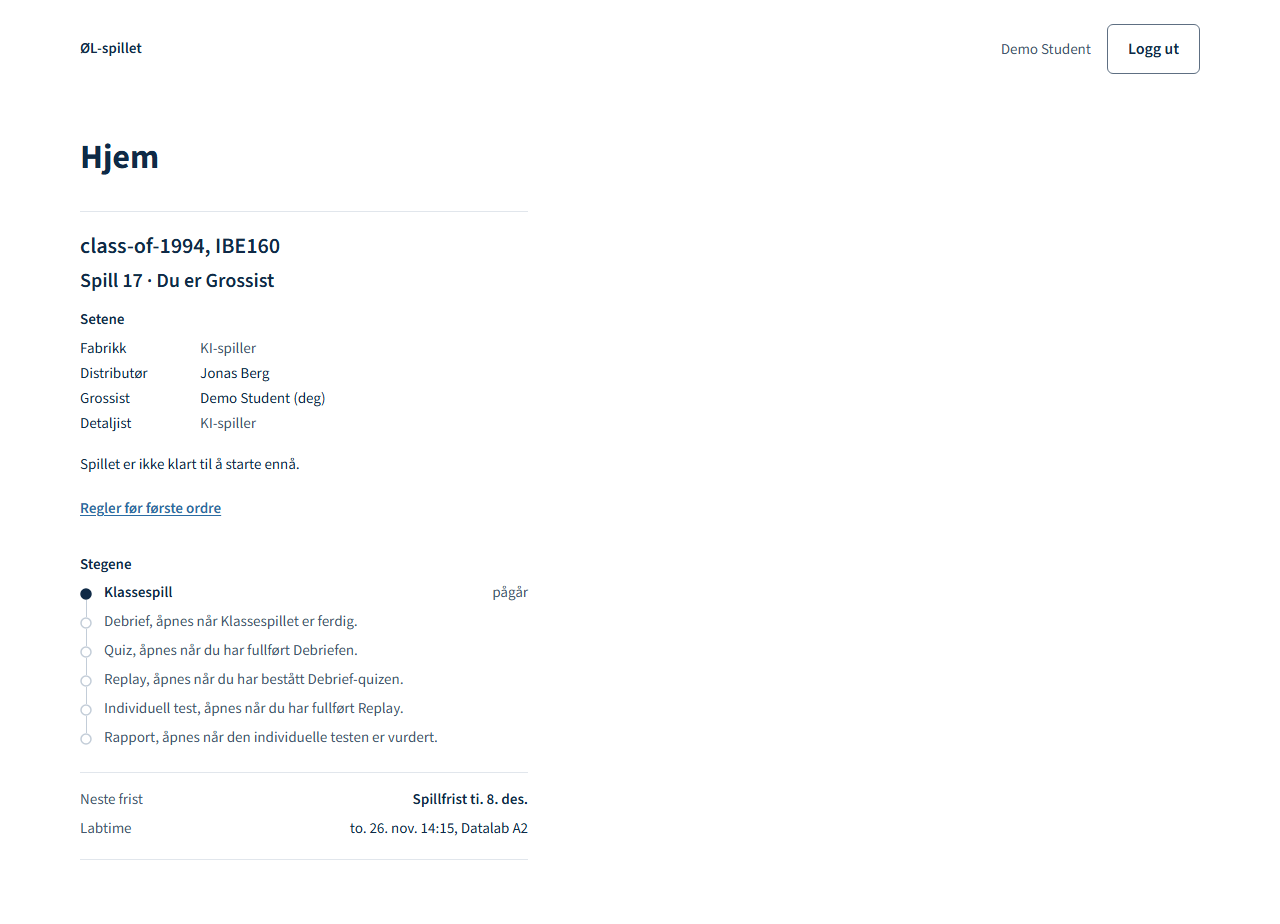 ØL-spillet
Demo Student
Logg ut
Hjem
class-of-1994, IBE160
Spill 17 · Du er Grossist
Setene
Fabrikk KI-spiller
Distributør Jonas Berg
Grossist Demo Student (deg)
Detaljist KI-spiller
Spillet er ikke klart til å starte ennå.
Regler før første ordre
Stegene
Klassespill pågår
Debrief, åpnes når Klassespillet er ferdig.
Quiz, åpnes når du har fullført Debriefen.
Replay, åpnes når du har bestått Debrief-quizen.
Individuell test, åpnes når du har fullført Replay.
Rapport, åpnes når den individuelle testen er vurdert.
Neste frist Spillfrist ti. 8. des.
Labtime to. 26. nov. 14:15, Datalab A2